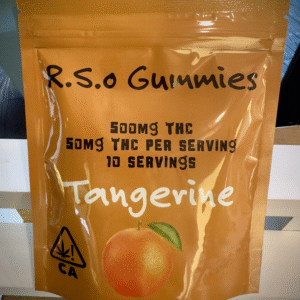 R.S.o Gummies
500mg THC
50mg THC PER SERVING
10 SERVINGS
Tangerine
CA